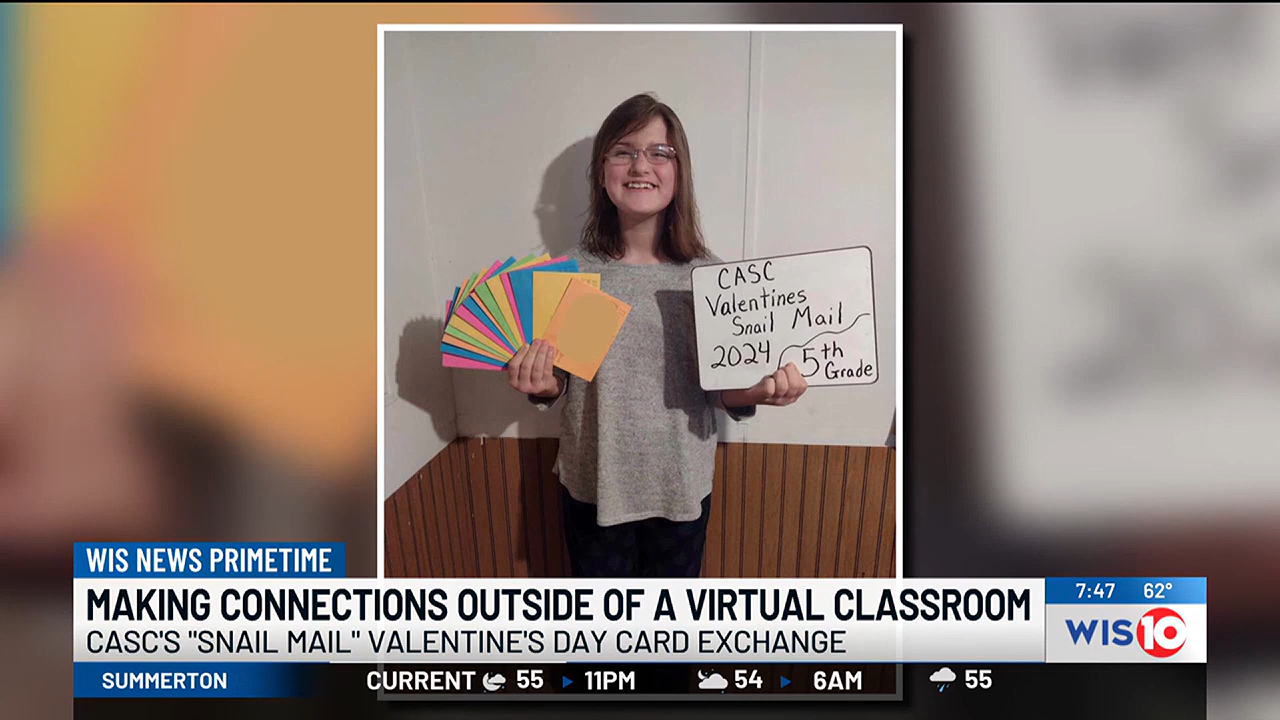 CASC
Valentines
Snail Mail
2024 5th
Grade
WIS NEWS PRIMETIME
MAKING CONNECTIONS OUTSIDE OF A VIRTUAL CLASSROOM
CASC'S "SNAIL MAIL" VALENTINE'S DAY CARD EXCHANGE
7:47 62°
WIS10
SUMMERTON CURRENT 55 11PM 54 6AM 55